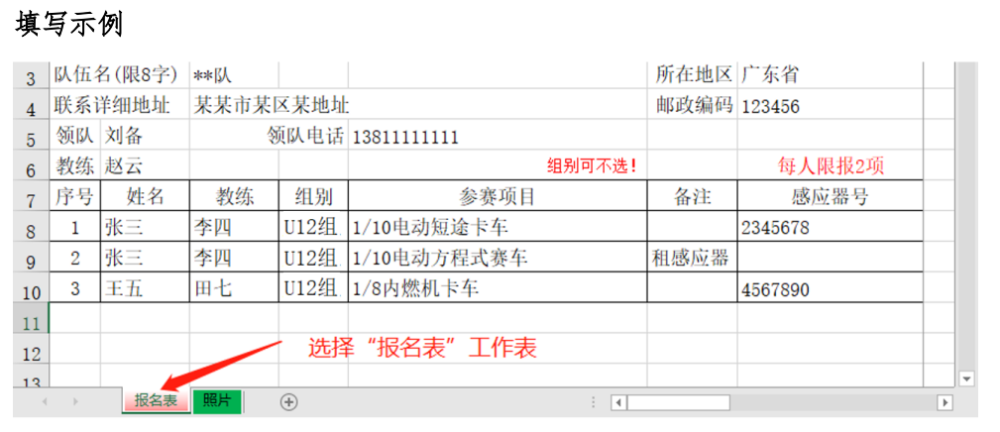 填写示例
3 队伍名(限8字) **队 所在地区 广东省
4 联系详细地址 某某市某区某地址 邮政编码 123456
5 领队 刘备 领队电话 13811111111
6 教练 赵云 组别可不选! 每人限报2项
7 序号 姓名 教练 组别 参赛项目 备注 感应器号
8 1 张三 李四 U12组 1/10电动短途卡车 2345678
9 2 张三 李四 U12组 1/10电动方程式赛车 租感应器
10 3 王五 田七 U12组 1/8内燃机卡车 4567890
11
12 选择“报名表”工作表
13
报名表 照片